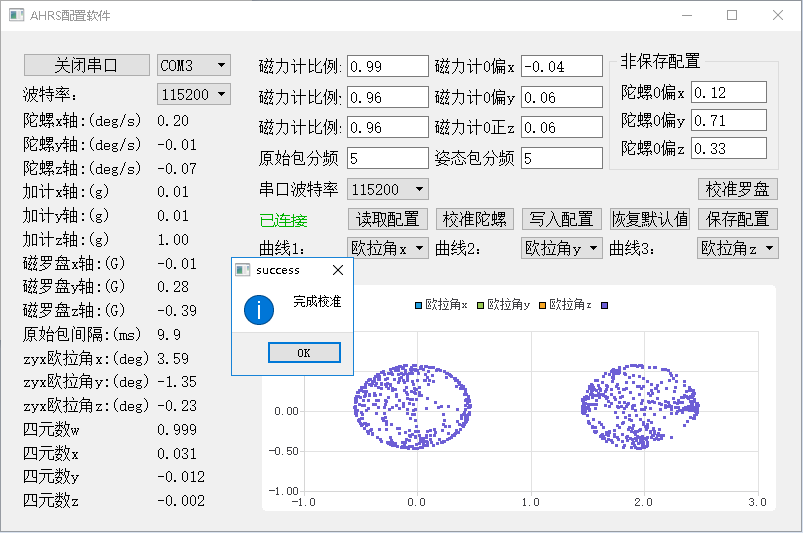 AHRS配置软件
关闭串口 COM3
波特率: 115200
陀螺x轴:(deg/s) 0.20
陀螺y轴:(deg/s) -0.01
陀螺z轴:(deg/s) -0.07
加计x轴:(g) 0.01
加计y轴:(g) 0.01
加计z轴:(g) 1.00
磁罗盘x轴:(G) -0.01
磁罗盘y轴:(G) 0.28
磁罗盘z轴:(G) -0.39
原始包间隔:(ms) 9.9
zyx欧拉角x:(deg) 3.59
zyx欧拉角y:(deg) -1.35
zyx欧拉角z:(deg) -0.23
四元数w 0.999
四元数x 0.031
四元数y -0.012
四元数z -0.002
磁力计比例: 0.99 磁力计0偏x -0.04
磁力计比例: 0.96 磁力计0偏y 0.06
磁力计比例: 0.96 磁力计0正z 0.06
原始包分频 5 姿态包分频 5
非保存配置
陀螺0偏x 0.12
陀螺0偏y 0.71
陀螺0偏z 0.33
串口波特率 115200 校准罗盘
已连接 读取配置 校准陀螺 写入配置 恢复默认值 保存配置
曲线1: 欧拉角x 曲线2: 欧拉角y 曲线3: 欧拉角z
success
完成校准
OK
欧拉角x 欧拉角y 欧拉角z
0.00
-0.50
-1.00
-1.0 0.0 1.0 2.0 3.0